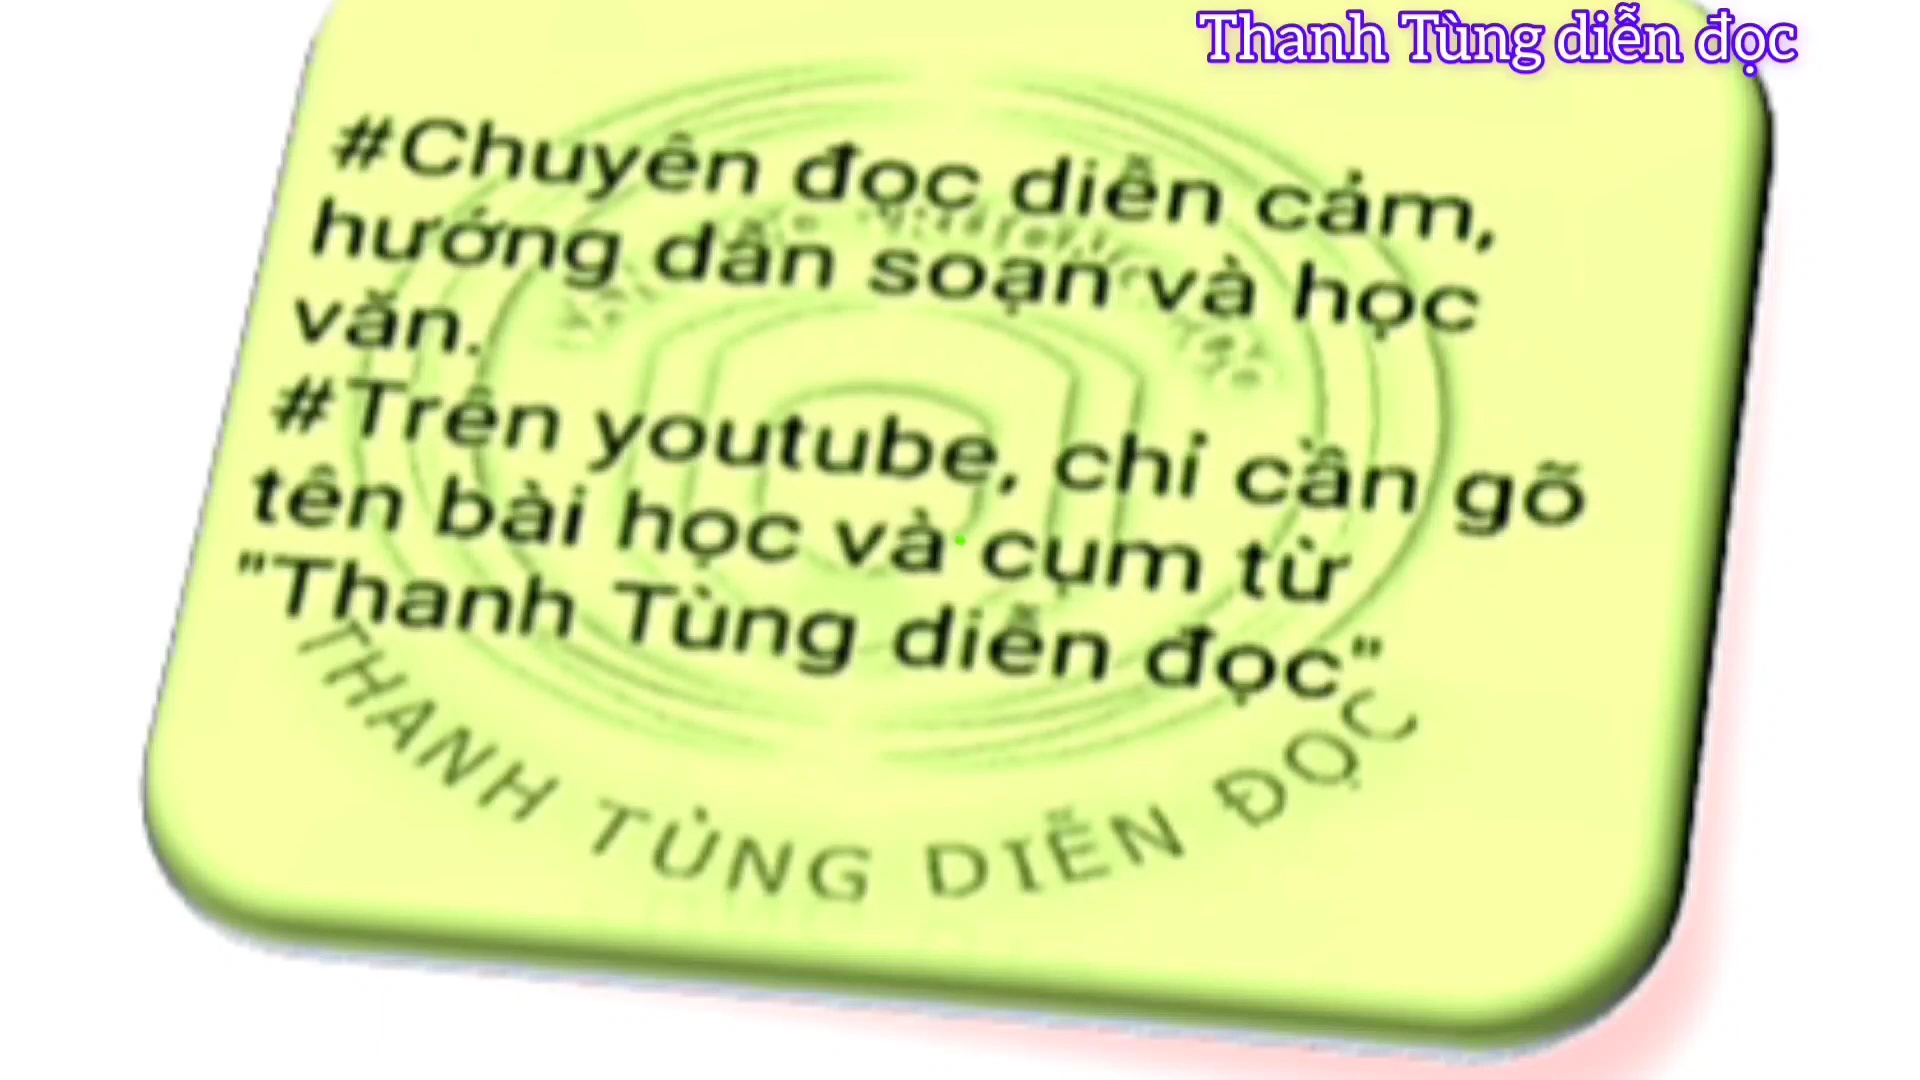 Thanh Tùng diễn đọc
#Chuyên đọc diễn cảm,
hướng dẫn soạn và học
văn.
#Trên youtube, chỉ cần gõ
tên bài học và cụm từ
"Thanh Tùng diễn đọc"
THANH TÙNG DIỄN ĐỌC